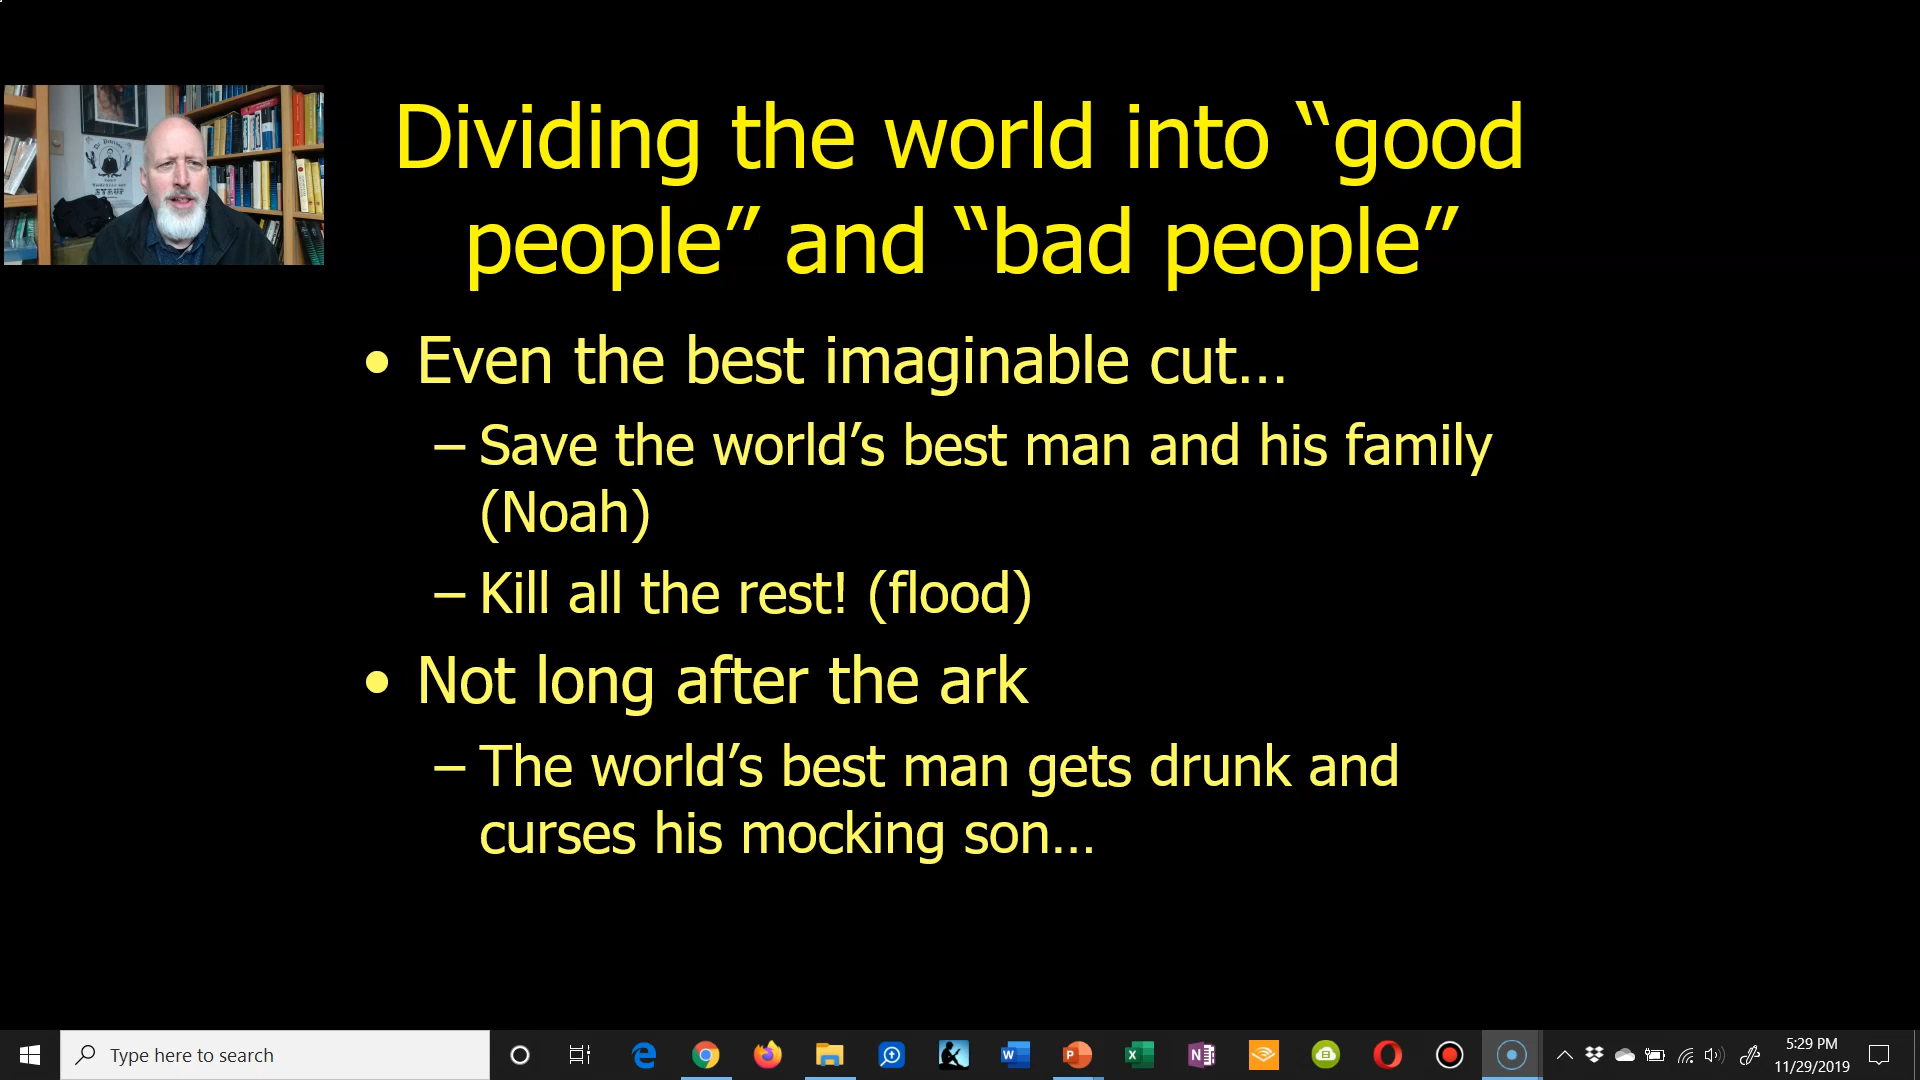 Dividing the world into “good
people” and “bad people”
• Even the best imaginable cut…
– Save the world’s best man and his family
(Noah)
– Kill all the rest! (flood)
• Not long after the ark
– The world’s best man gets drunk and
curses his mocking son…
SYRUP
Type here to search
5:29 PM
11/29/2019